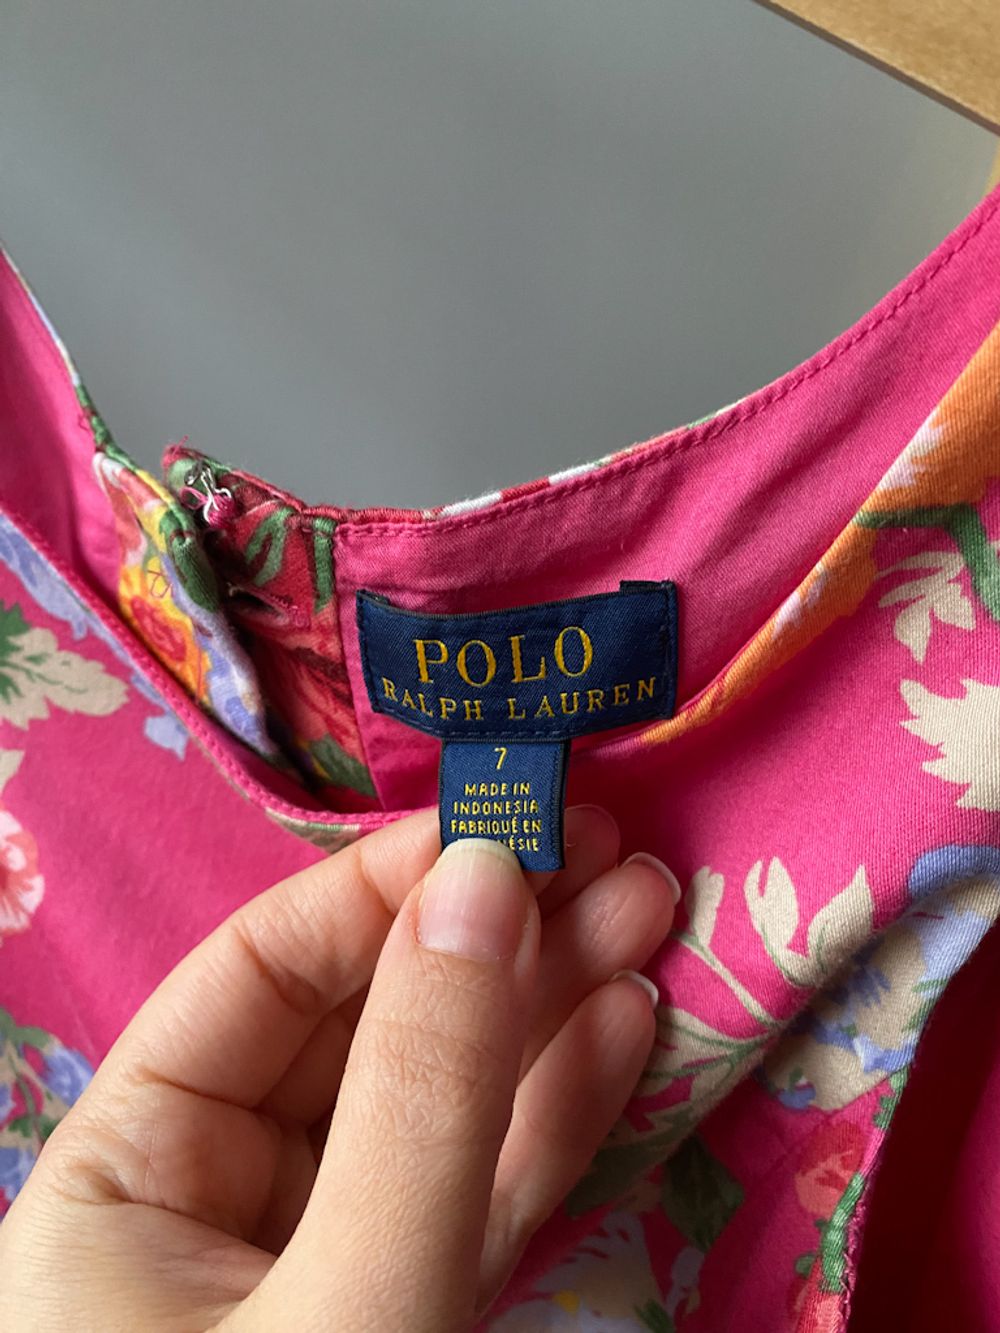 POLO
RALPH LAUREN
7
MADE IN
INDONESIA
FABRIQUÉ EN